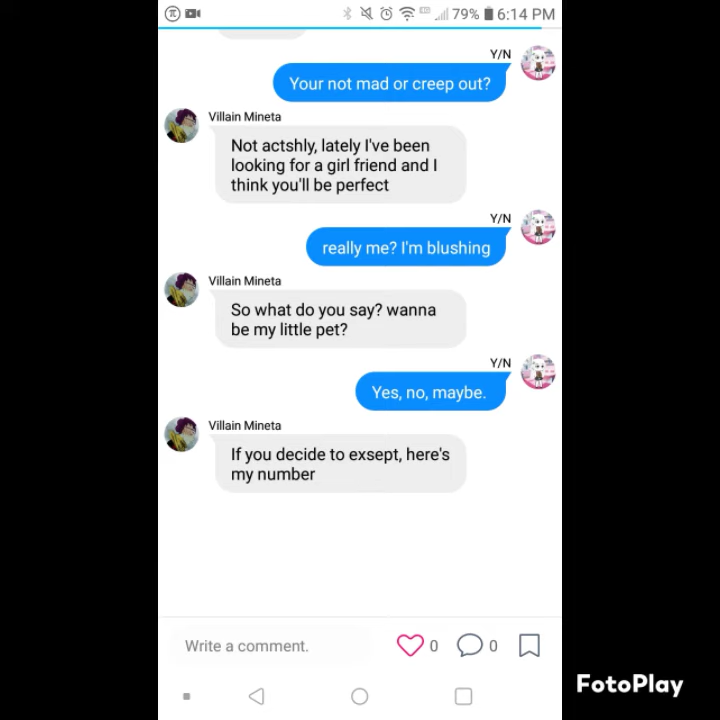 79% 6:14 PM
Y/N
Your not mad or creep out?
Villain Mineta
Not actshly, lately I've been
looking for a girl friend and I
think you'll be perfect
Y/N
really me? I'm blushing
Villain Mineta
So what do you say? wanna
be my little pet?
Y/N
Yes, no, maybe.
Villain Mineta
If you decide to exsept, here's
my number
Write a comment.
0
0
FotoPlay